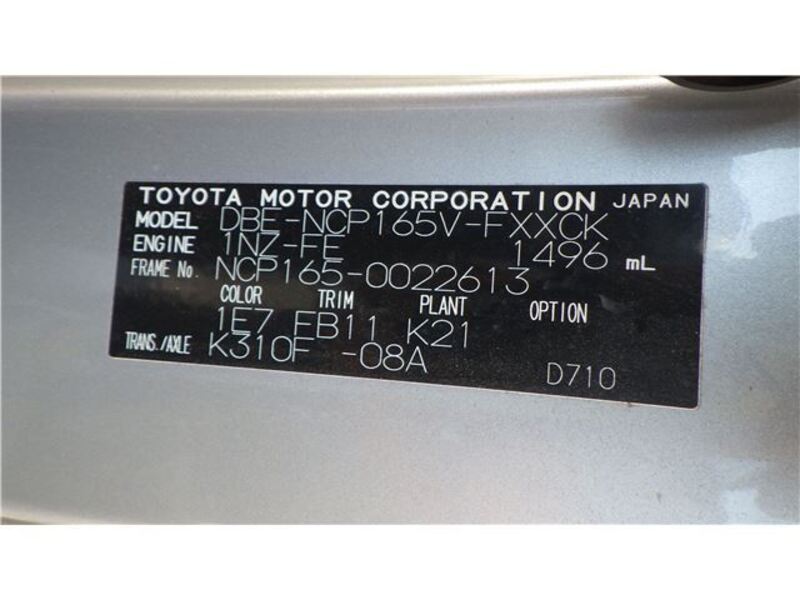 TOYOTA MOTOR CORPORATION JAPAN
MODEL DBE-NCP165V-FXXCK
ENGINE 1NZ-FE 1496 mL
FRAME No. NCP165-0022613
COLOR TRIM PLANT OPTION
1E7 FB11 K21
TRANS./AXLE K310F -08A
D710